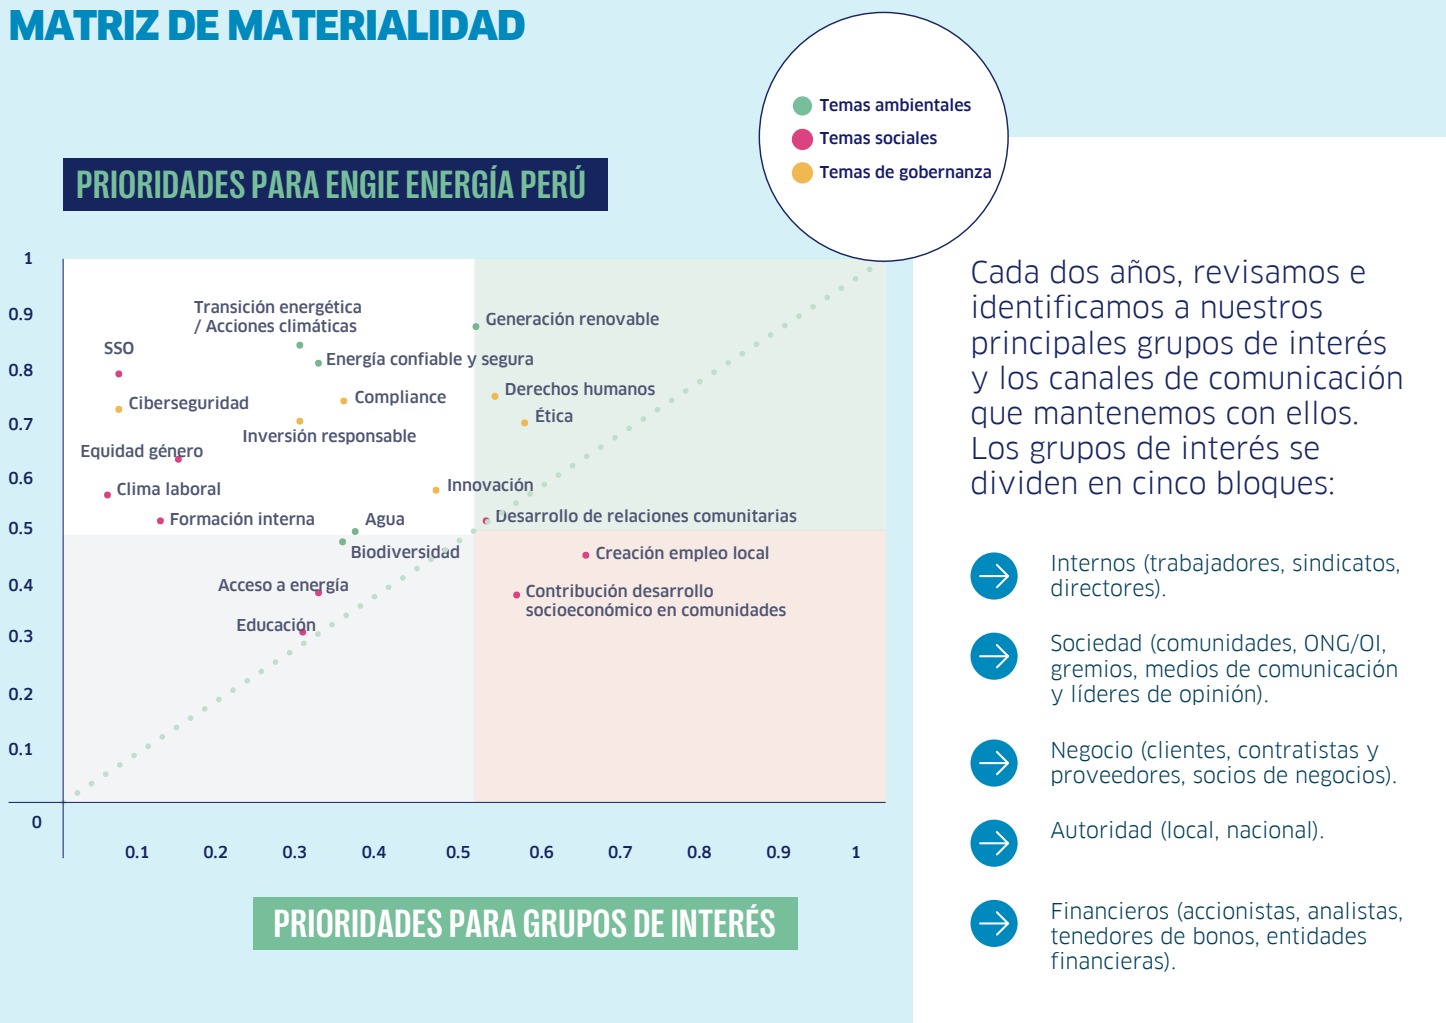 MATRIZ DE MATERIALIDAD
Temas ambientales
Temas sociales
Temas de gobernanza
PRIORIDADES PARA ENGIE ENERGÍA PERÚ
1
0.9
0.8
0.7
0.6
0.5
0.4
0.3
0.2
0.1
0
Transición energética
/ Acciones climáticas
Generación renovable
SSO
Energía confiable y segura
Derechos humanos
Ciberseguridad
Compliance
Ética
Inversión responsable
Equidad género
Clima laboral
Innovación
Formación interna
Agua
Desarrollo de relaciones comunitarias
Biodiversidad
Creación empleo local
Acceso a energía
Contribución desarrollo
socioeconómico en comunidades
Educación
0.1 0.2 0.3 0.4 0.5 0.6 0.7 0.8 0.9 1
PRIORIDADES PARA GRUPOS DE INTERÉS
Cada dos años, revisamos e
identificamos a nuestros
principales grupos de interés
y los canales de comunicación
que mantenemos con ellos.
Los grupos de interés se
dividen en cinco bloques:
Internos (trabajadores, sindicatos,
directores).
Sociedad (comunidades, ONG/OI,
gremios, medios de comunicación
y líderes de opinión).
Negocio (clientes, contratistas y
proveedores, socios de negocios).
Autoridad (local, nacional).
Financieros (accionistas, analistas,
tenedores de bonos, entidades
financieras).